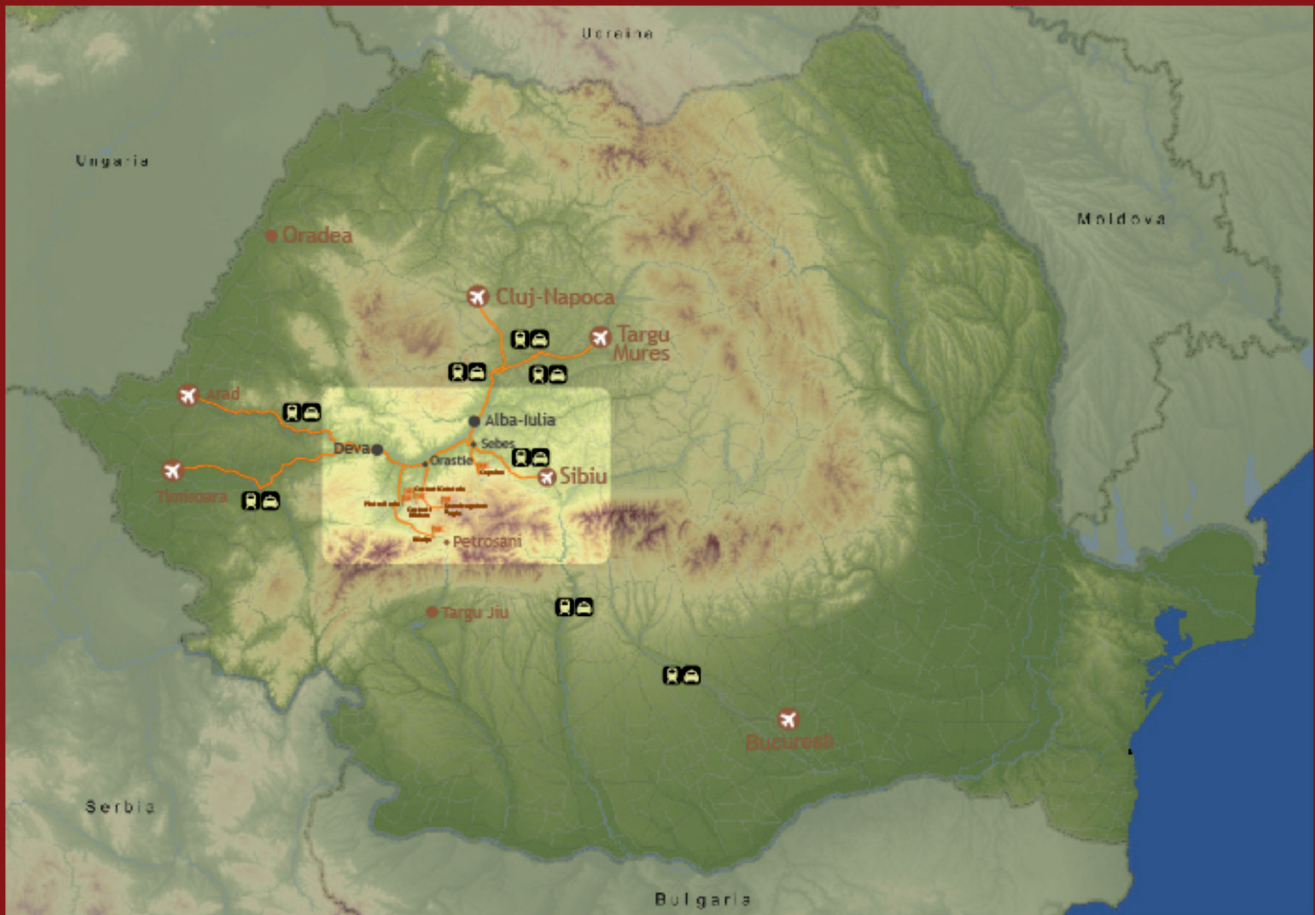 Ucraina
Ungaria
Moldova
Oradea
Cluj-Napoca
Targu
Mures
Arad
Alba-Iulia
Deva
Sebes
Orastie
Sibiu
Timisoara
Petrosani
Targu Jiu
Bucuresti
Serbia
Bulgaria